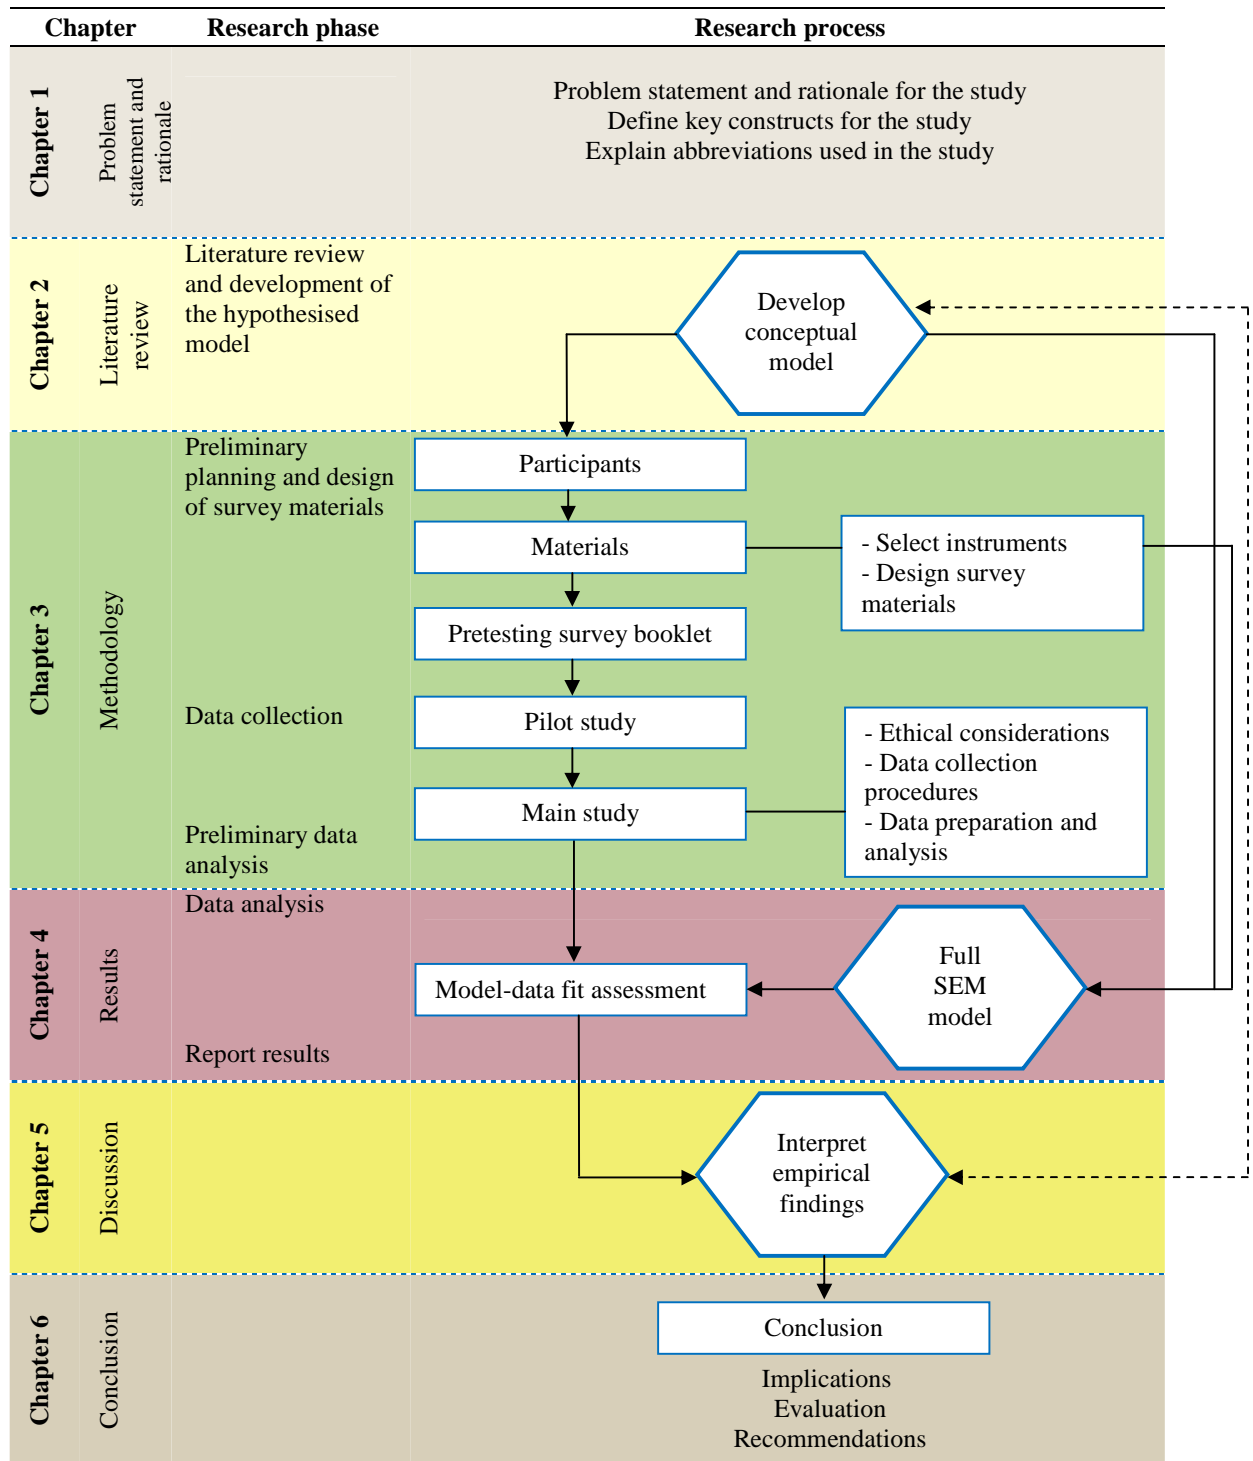 Chapter
Research phase
Research process
Chapter 1
Problem
statement and
rationale
Problem statement and rationale for the study
Define key constructs for the study
Explain abbreviations used in the study
Chapter 2
Literature
review
Literature review
and development of
the hypothesised
model
Develop
conceptual
model
Chapter 3
Methodology
Preliminary
planning and design
of survey materials
Participants
Materials
- Select instruments
- Design survey
materials
Pretesting survey booklet
Data collection
Pilot study
- Ethical considerations
- Data collection
procedures
- Data preparation and
analysis
Main study
Preliminary data
analysis
Chapter 4
Results
Data analysis
Full
SEM
model
Model-data fit assessment
Report results
Chapter 5
Discussion
Interpret
empirical
findings
Chapter 6
Conclusion
Conclusion
Implications
Evaluation
Recommendations